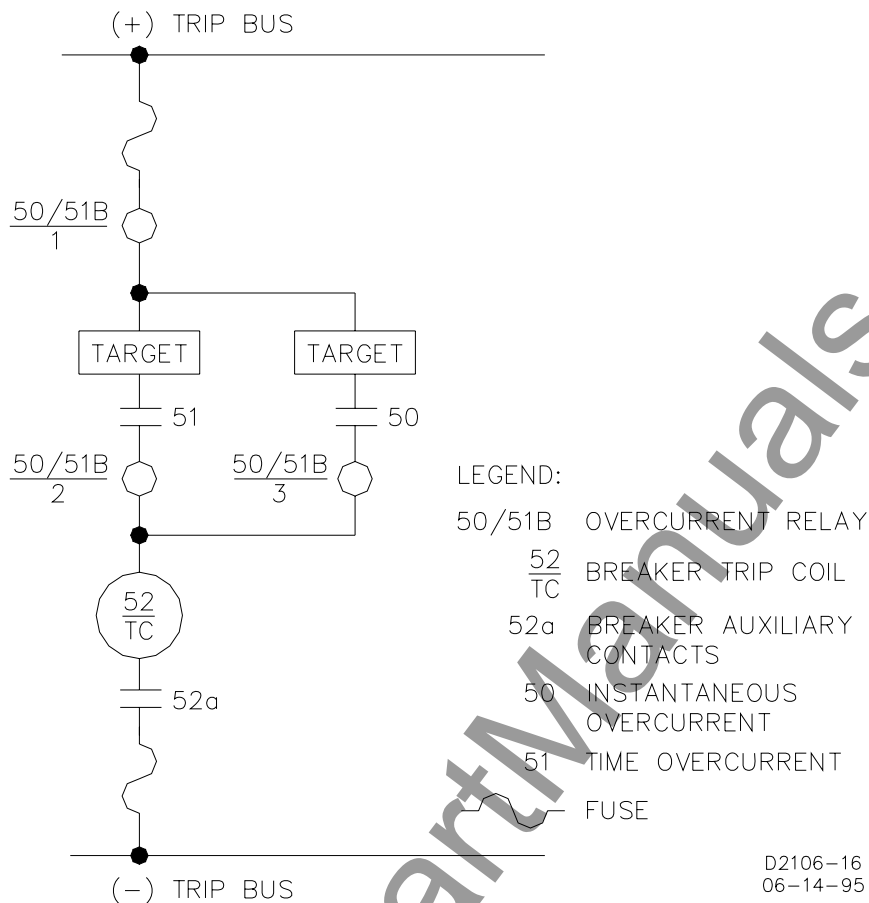 (+) TRIP BUS
50/51B
1
TARGET
TARGET
51
50
50/51B
2
50/51B
3
52
TC
52a
(-) TRIP BUS
LEGEND:
50/51B OVERCURRENT RELAY
52
TC BREAKER TRIP COIL
52a BREAKER AUXILIARY
CONTACTS
50 INSTANTANEOUS
OVERCURRENT
51 TIME OVERCURRENT
FUSE
D2106-16
06-14-95
artManuals